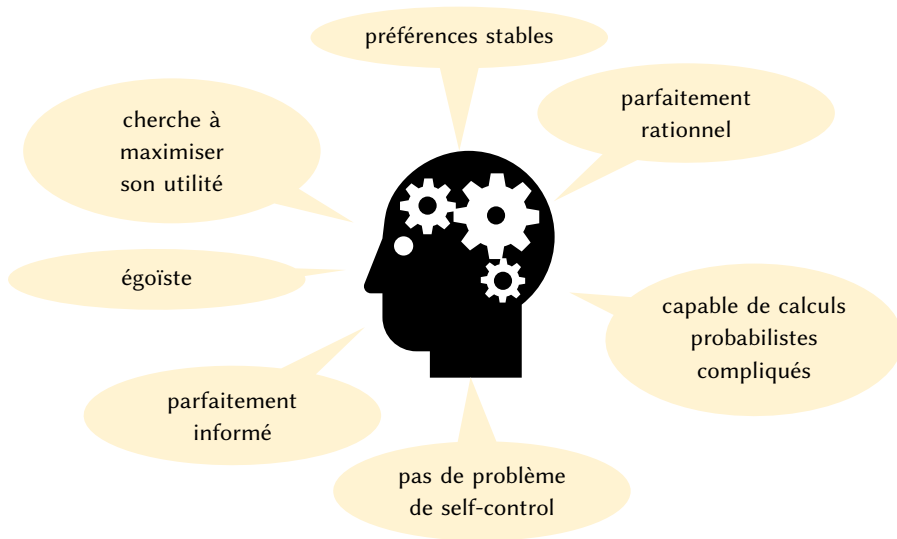 préférences stables
parfaitement
rationnel
cherche à
maximiser
son utilité
égoïste
capable de calculs
probabilistes
compliqués
parfaitement
informé
pas de problème
de self-control